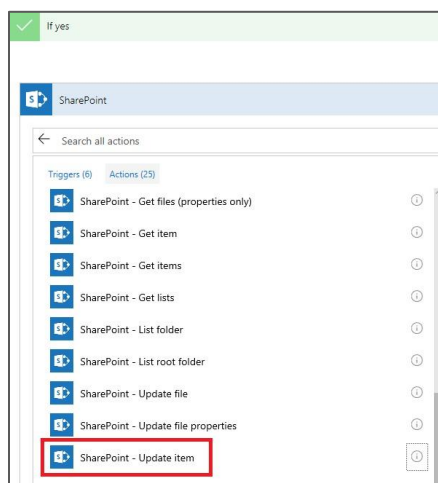 If yes
SharePoint
Search all actions
Triggers (6) Actions (25)
SharePoint - Get files (properties only)
SharePoint - Get item
SharePoint - Get items
SharePoint - Get lists
SharePoint - List folder
SharePoint - List root folder
SharePoint - Update file
SharePoint - Update file properties
SharePoint - Update item